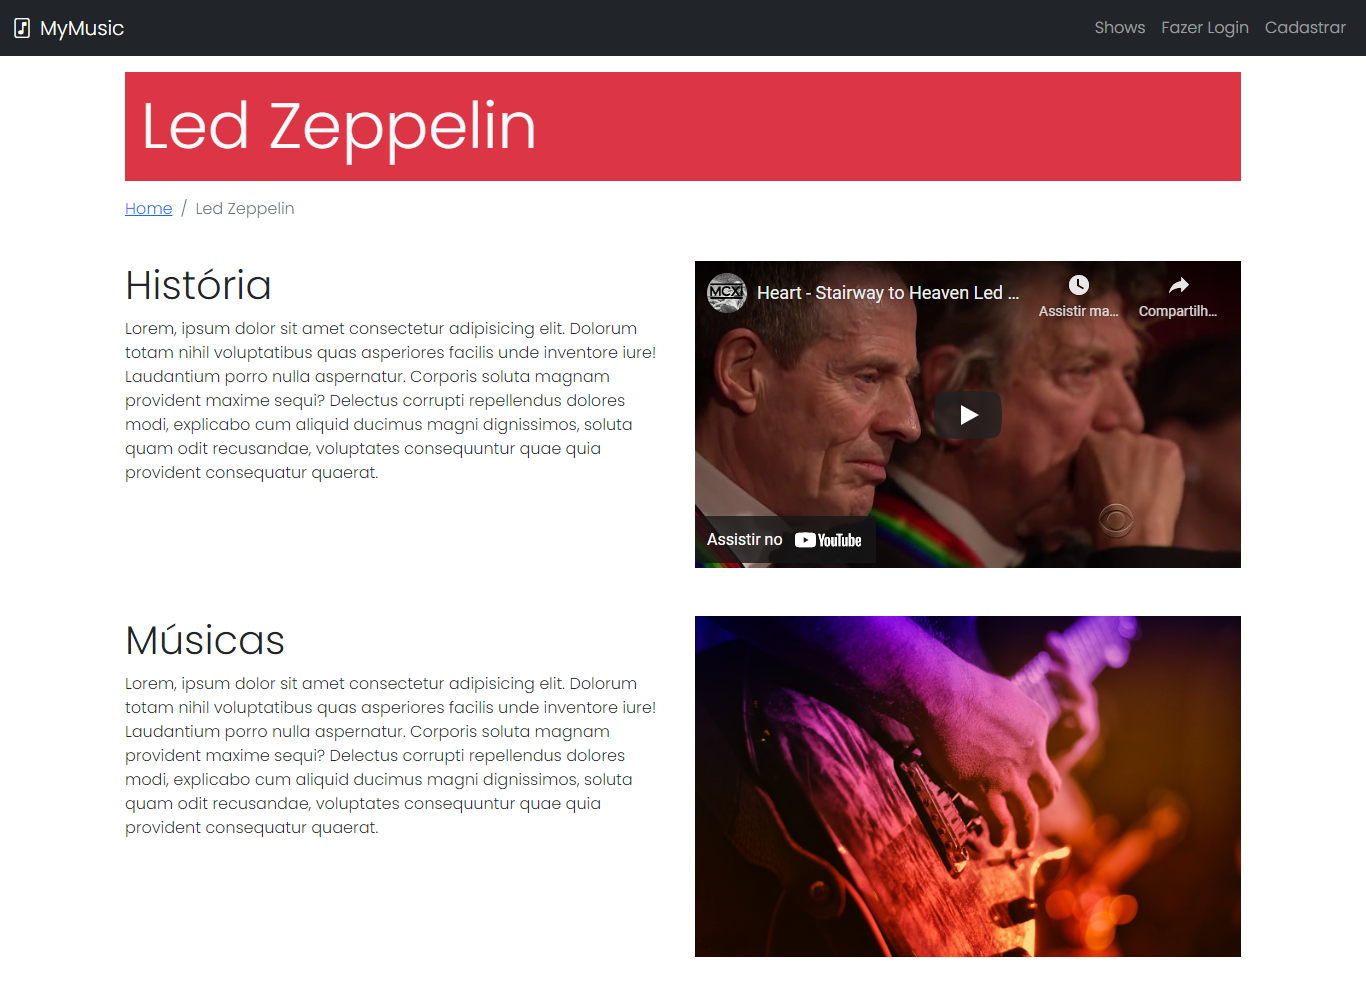 MyMusic
Shows Fazer Login Cadastrar
Led Zeppelin
Home / Led Zeppelin
História
Lorem, ipsum dolor sit amet consectetur adipisicing elit. Dolorum
totam nihil voluptatibus quas asperiores facilis unde inventore iure!
Laudantium porro nulla aspernatur. Corporis soluta magnam
provident maxime sequi? Delectus corrupti repellendus dolores
modi, explicabo cum aliquid ducimus magni dignissimos, soluta
quam odit recusandae, voluptates consequuntur quae quia
provident consequatur quaerat.
MCX
Heart - Stairway to Heaven Led ...
Assistir ma...
Compartilh...
Assistir no YouTube
Músicas
Lorem, ipsum dolor sit amet consectetur adipisicing elit. Dolorum
totam nihil voluptatibus quas asperiores facilis unde inventore iure!
Laudantium porro nulla aspernatur. Corporis soluta magnam
provident maxime sequi? Delectus corrupti repellendus dolores
modi, explicabo cum aliquid ducimus magni dignissimos, soluta
quam odit recusandae, voluptates consequuntur quae quia
provident consequatur quaerat.